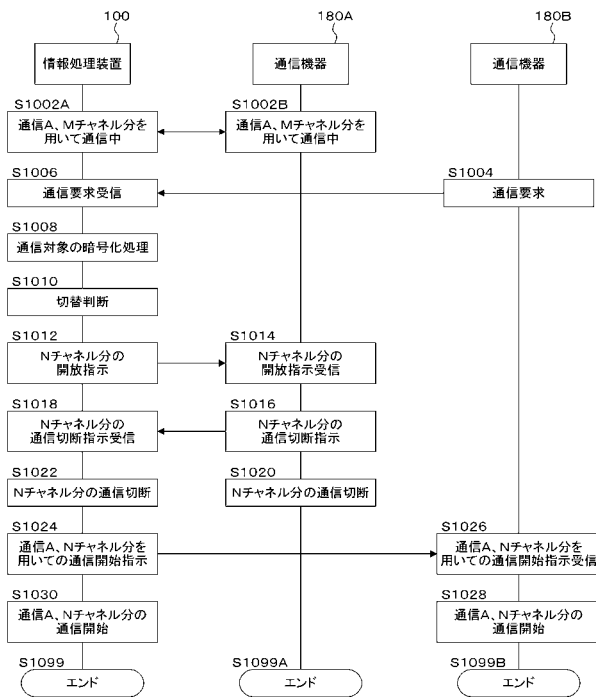 100
180A
180B
情報処理装置
通信機器
通信機器
S1002A
S1002B
通信A、Mチャネル分を
用いて通信中
通信A、Mチャネル分を
用いて通信中
S1006
S1004
通信要求受信
通信要求
S1008
通信対象の暗号化処理
S1010
切替判断
S1012
S1014
Nチャネル分の
開放指示
Nチャネル分の
開放指示受信
S1018
S1016
Nチャネル分の
通信切断指示受信
Nチャネル分の
通信切断指示
S1022
S1020
Nチャネル分の通信切断
Nチャネル分の通信切断
S1024
S1026
通信A、Nチャネル分を
用いての通信開始指示
通信A、Nチャネル分を
用いての通信開始指示受信
S1030
S1028
通信A、Nチャネル分の
通信開始
通信A、Nチャネル分の
通信開始
S1099
S1099A
S1099B
エンド
エンド
エンド